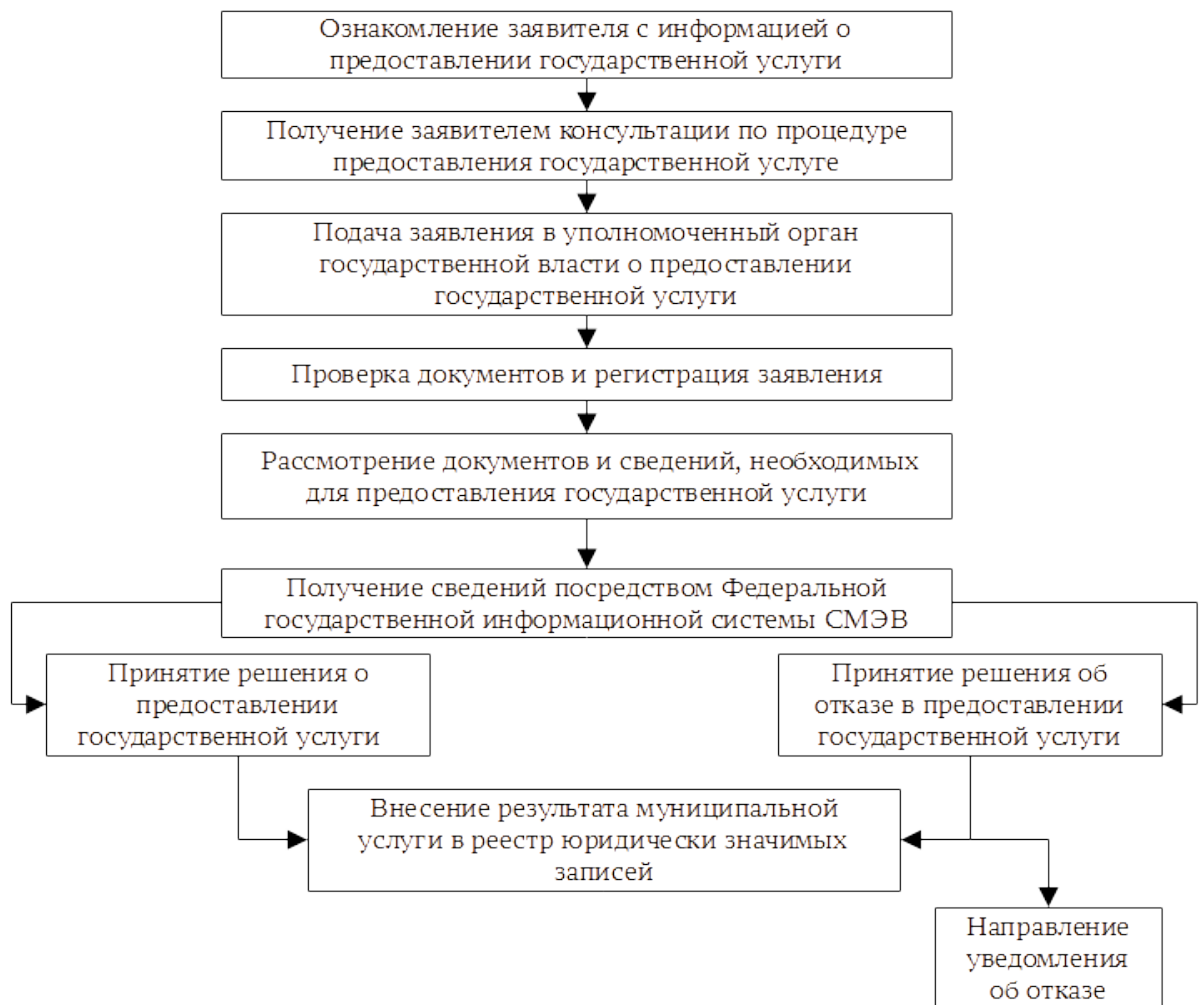 Ознакомление заявителя с информацией о
предоставлении государственной услуги
Получение заявителем консультации по процедуре
предоставления государственной услуге
Подача заявления в уполномоченный орган
государственной власти о предоставлении
государственной услуги
Проверка документов и регистрация заявления
Рассмотрение документов и сведений, необходимых
для предоставления государственной услуги
Получение сведений посредством Федеральной
государственной информационной системы СМЭВ
Принятие решения о
предоставлении
государственной услуги
Принятие решения об
отказе в предоставлении
государственной услуги
Внесение результата муниципальной
услуги в реестр юридически значимых
записей
Направление
уведомления
об отказе